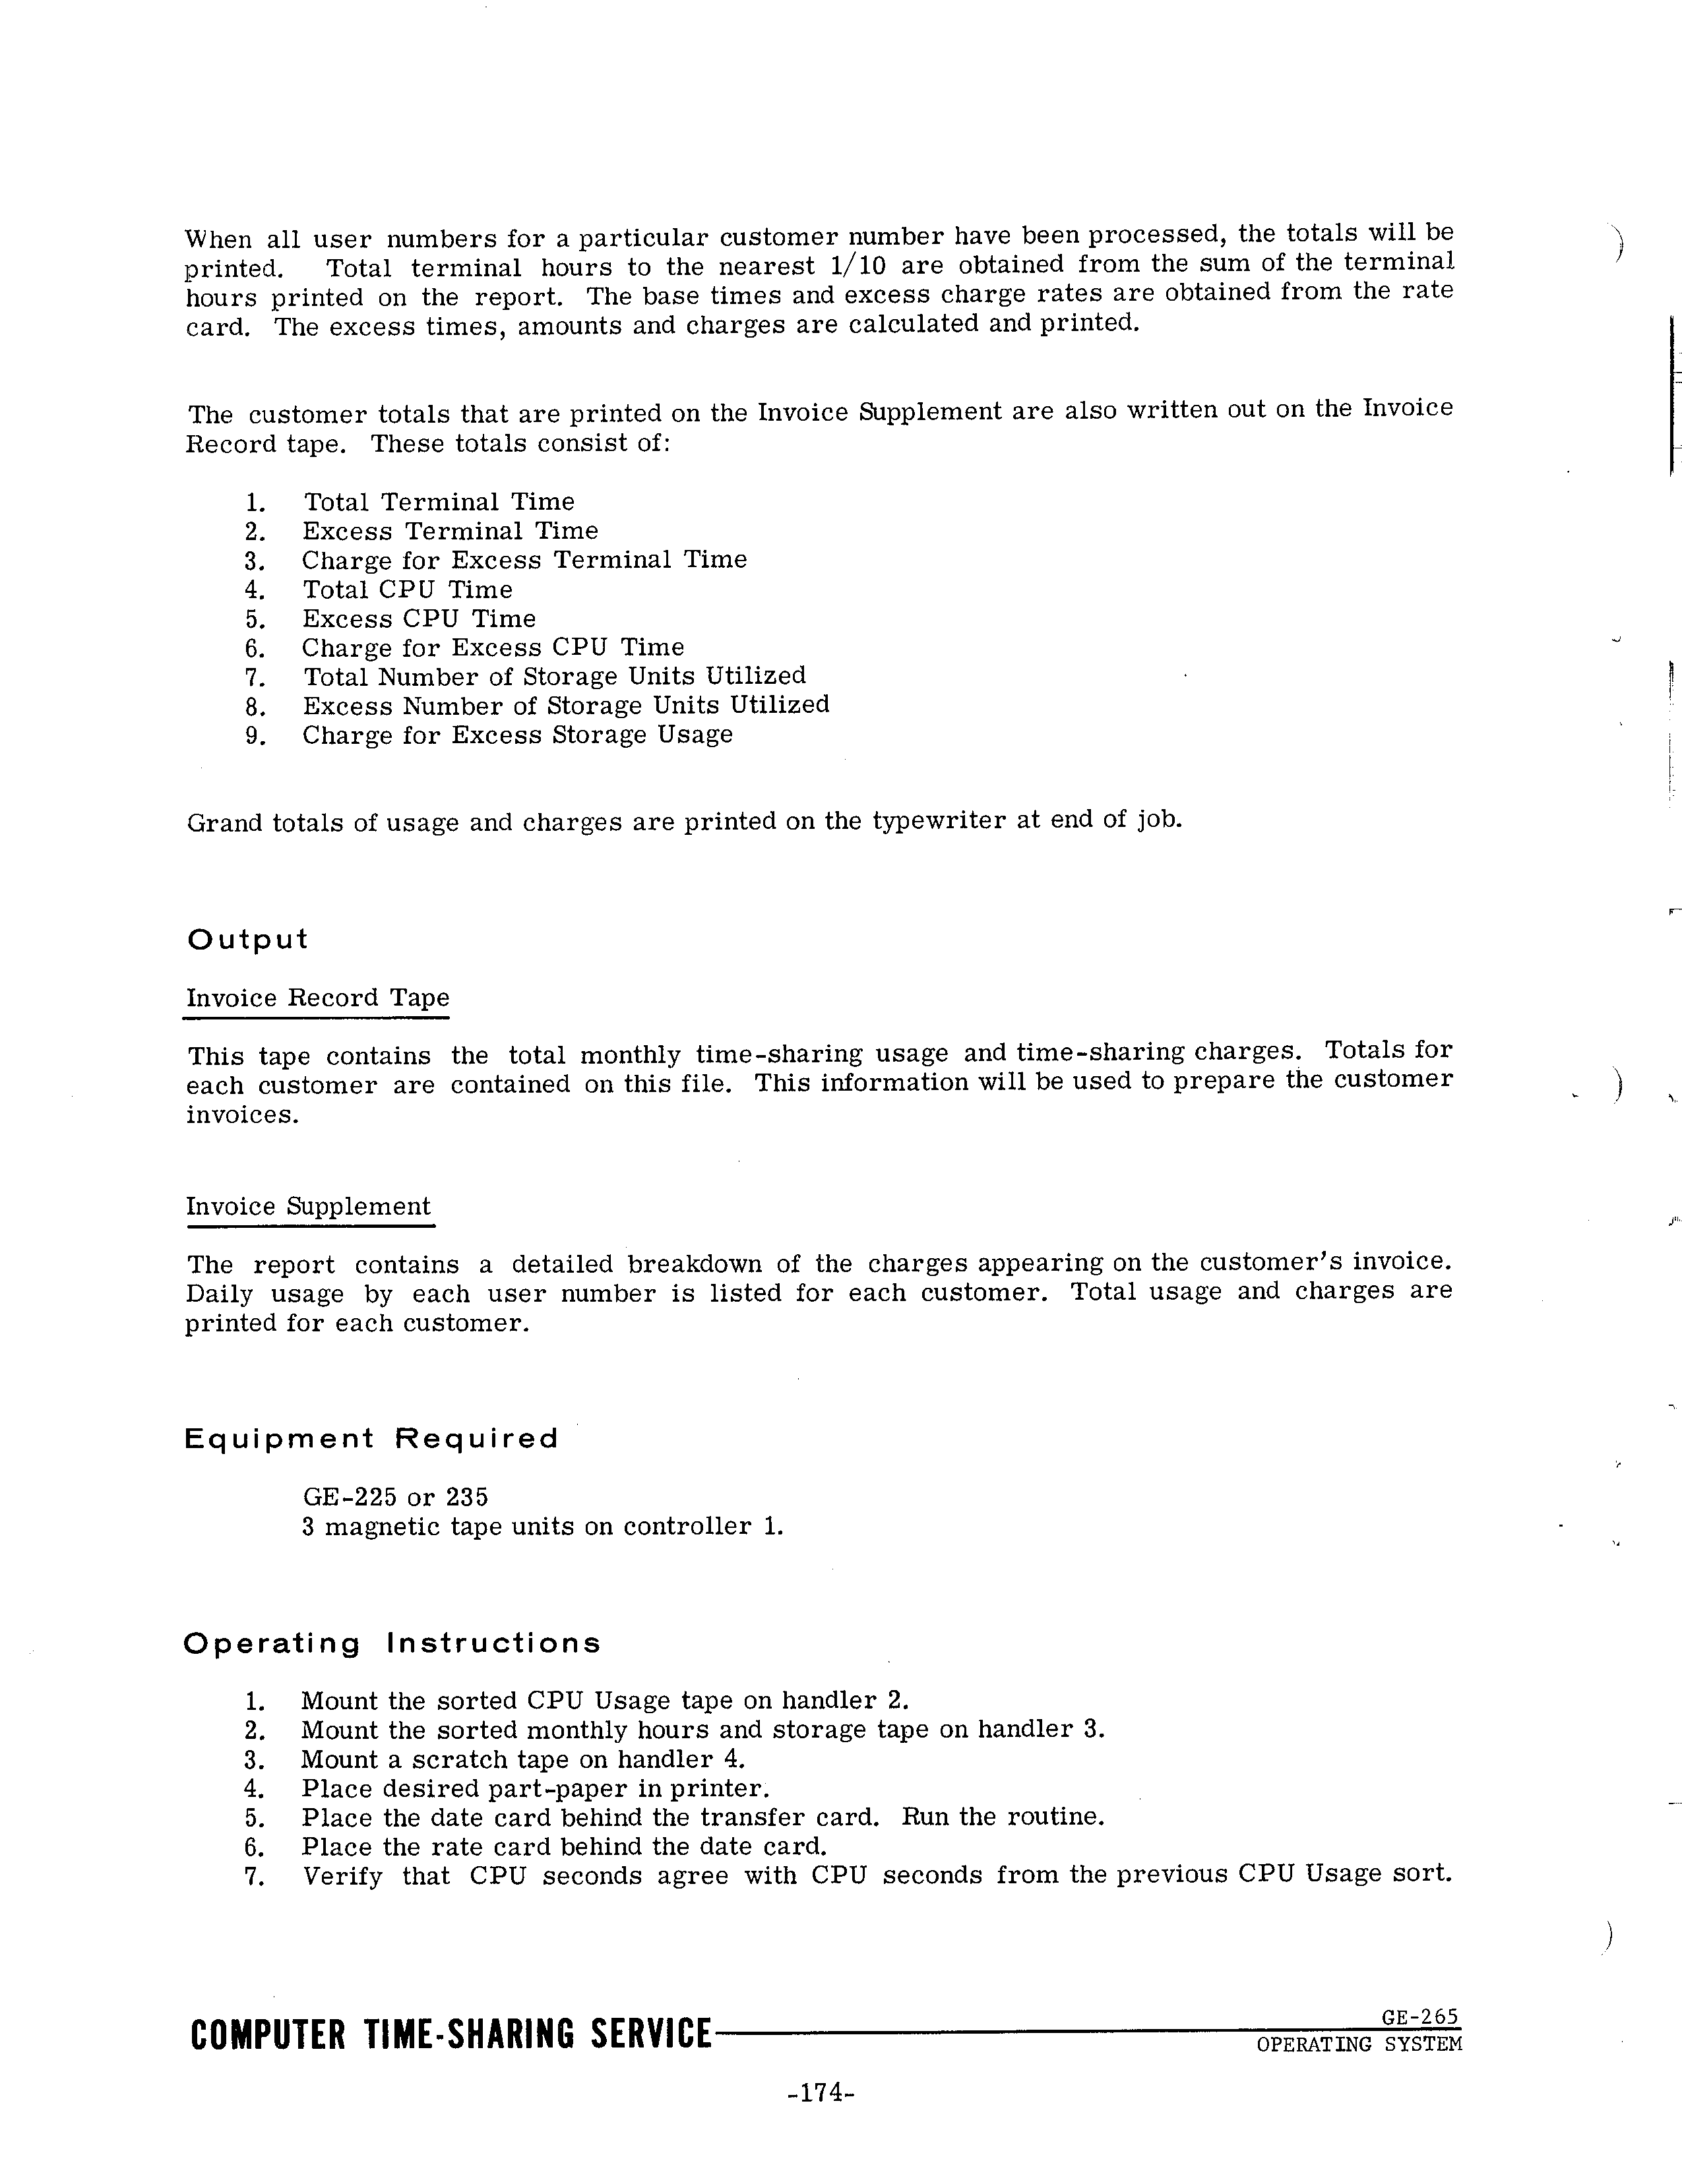 When all user numbers for a particular customer number have been processed, the totals will be
printed. Total terminal hours to the nearest 1/10 are obtained from the sum of the terminal
hours printed on the report. The base times and excess charge rates are obtained from the rate
card. The excess times, amounts and charges are calculated and printed.
The customer totals that are printed on the Invoice Supplement are also written out on the Invoice
Record tape. These totals consist of:
1. Total Terminal Time
2. Excess Terminal Time
3. Charge for Excess Terminal Time
4. Total CPU Time
5. Excess CPU Time
6. Charge for Excess CPU Time
7. Total Number of Storage Units Utilized
8. Excess Number of Storage Units Utilized
9. Charge for Excess Storage Usage
Grand totals of usage and charges are printed on the typewriter at end of job.
Output
Invoice Record Tape
This tape contains the total monthly time-sharing usage and time-sharing charges. Totals for
each customer are contained on this file. This information will be used to prepare the customer
invoices.
Invoice Supplement
The report contains a detailed breakdown of the charges appearing on the customer's invoice.
Daily usage by each user number is listed for each customer. Total usage and charges are
printed for each customer.
Equipment Required
GE-225 or 235
3 magnetic tape units on controller 1.
Operating Instructions
1. Mount the sorted CPU Usage tape on handler 2.
2. Mount the sorted monthly hours and storage tape on handler 3.
3. Mount a scratch tape on handler 4.
4. Place desired part-paper in printer.
5. Place the date card behind the transfer card. Run the routine.
6. Place the rate card behind the date card.
7. Verify that CPU seconds agree with CPU seconds from the previous CPU Usage sort.
COMPUTER TIME-SHARING SERVICE
GE-265
OPERATING SYSTEM
-174-